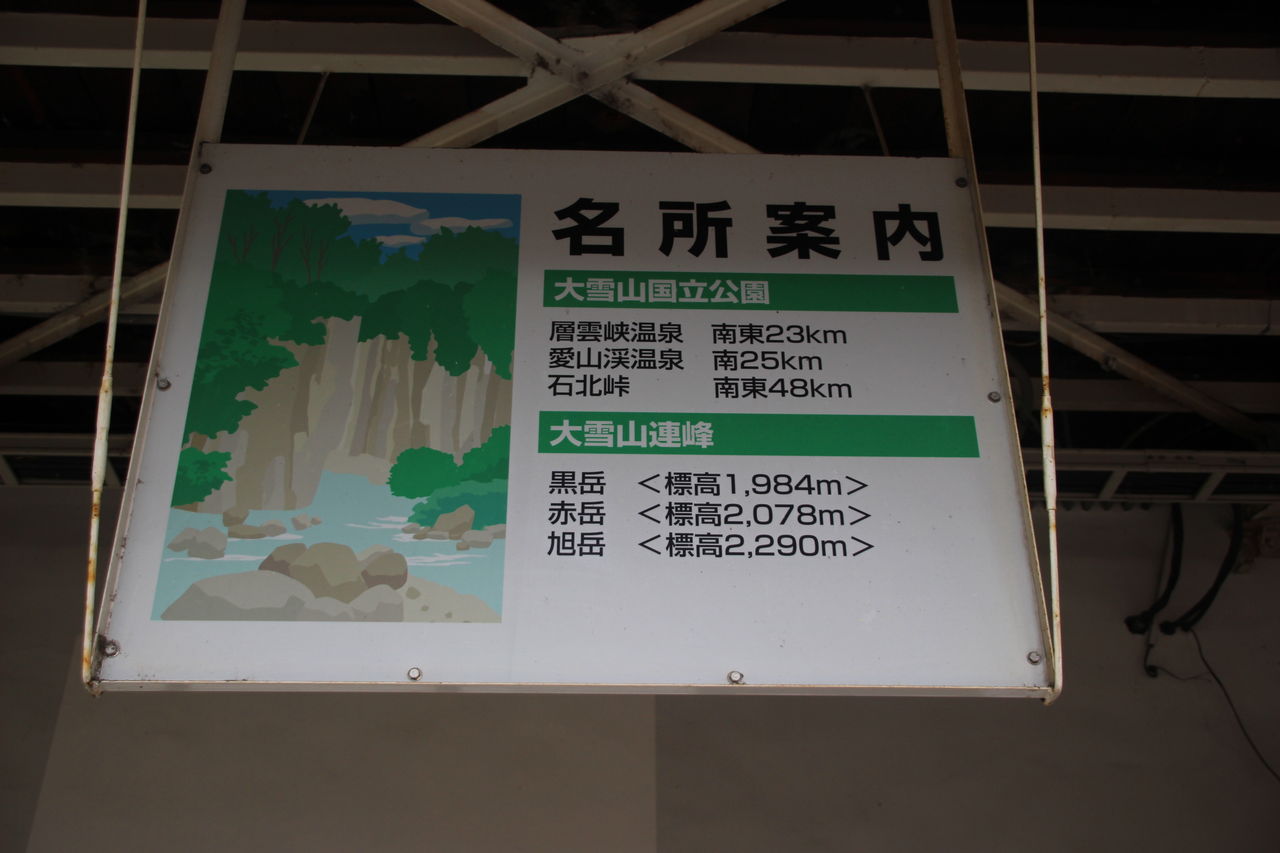 名所案内
大雪山国立公園
層雲峡温泉　南東23km
愛山渓温泉　南25km
石北峠　南東48km
大雪山連峰
黒岳　＜標高1,984m＞
赤岳　＜標高2,078m＞
旭岳　＜標高2,290m＞